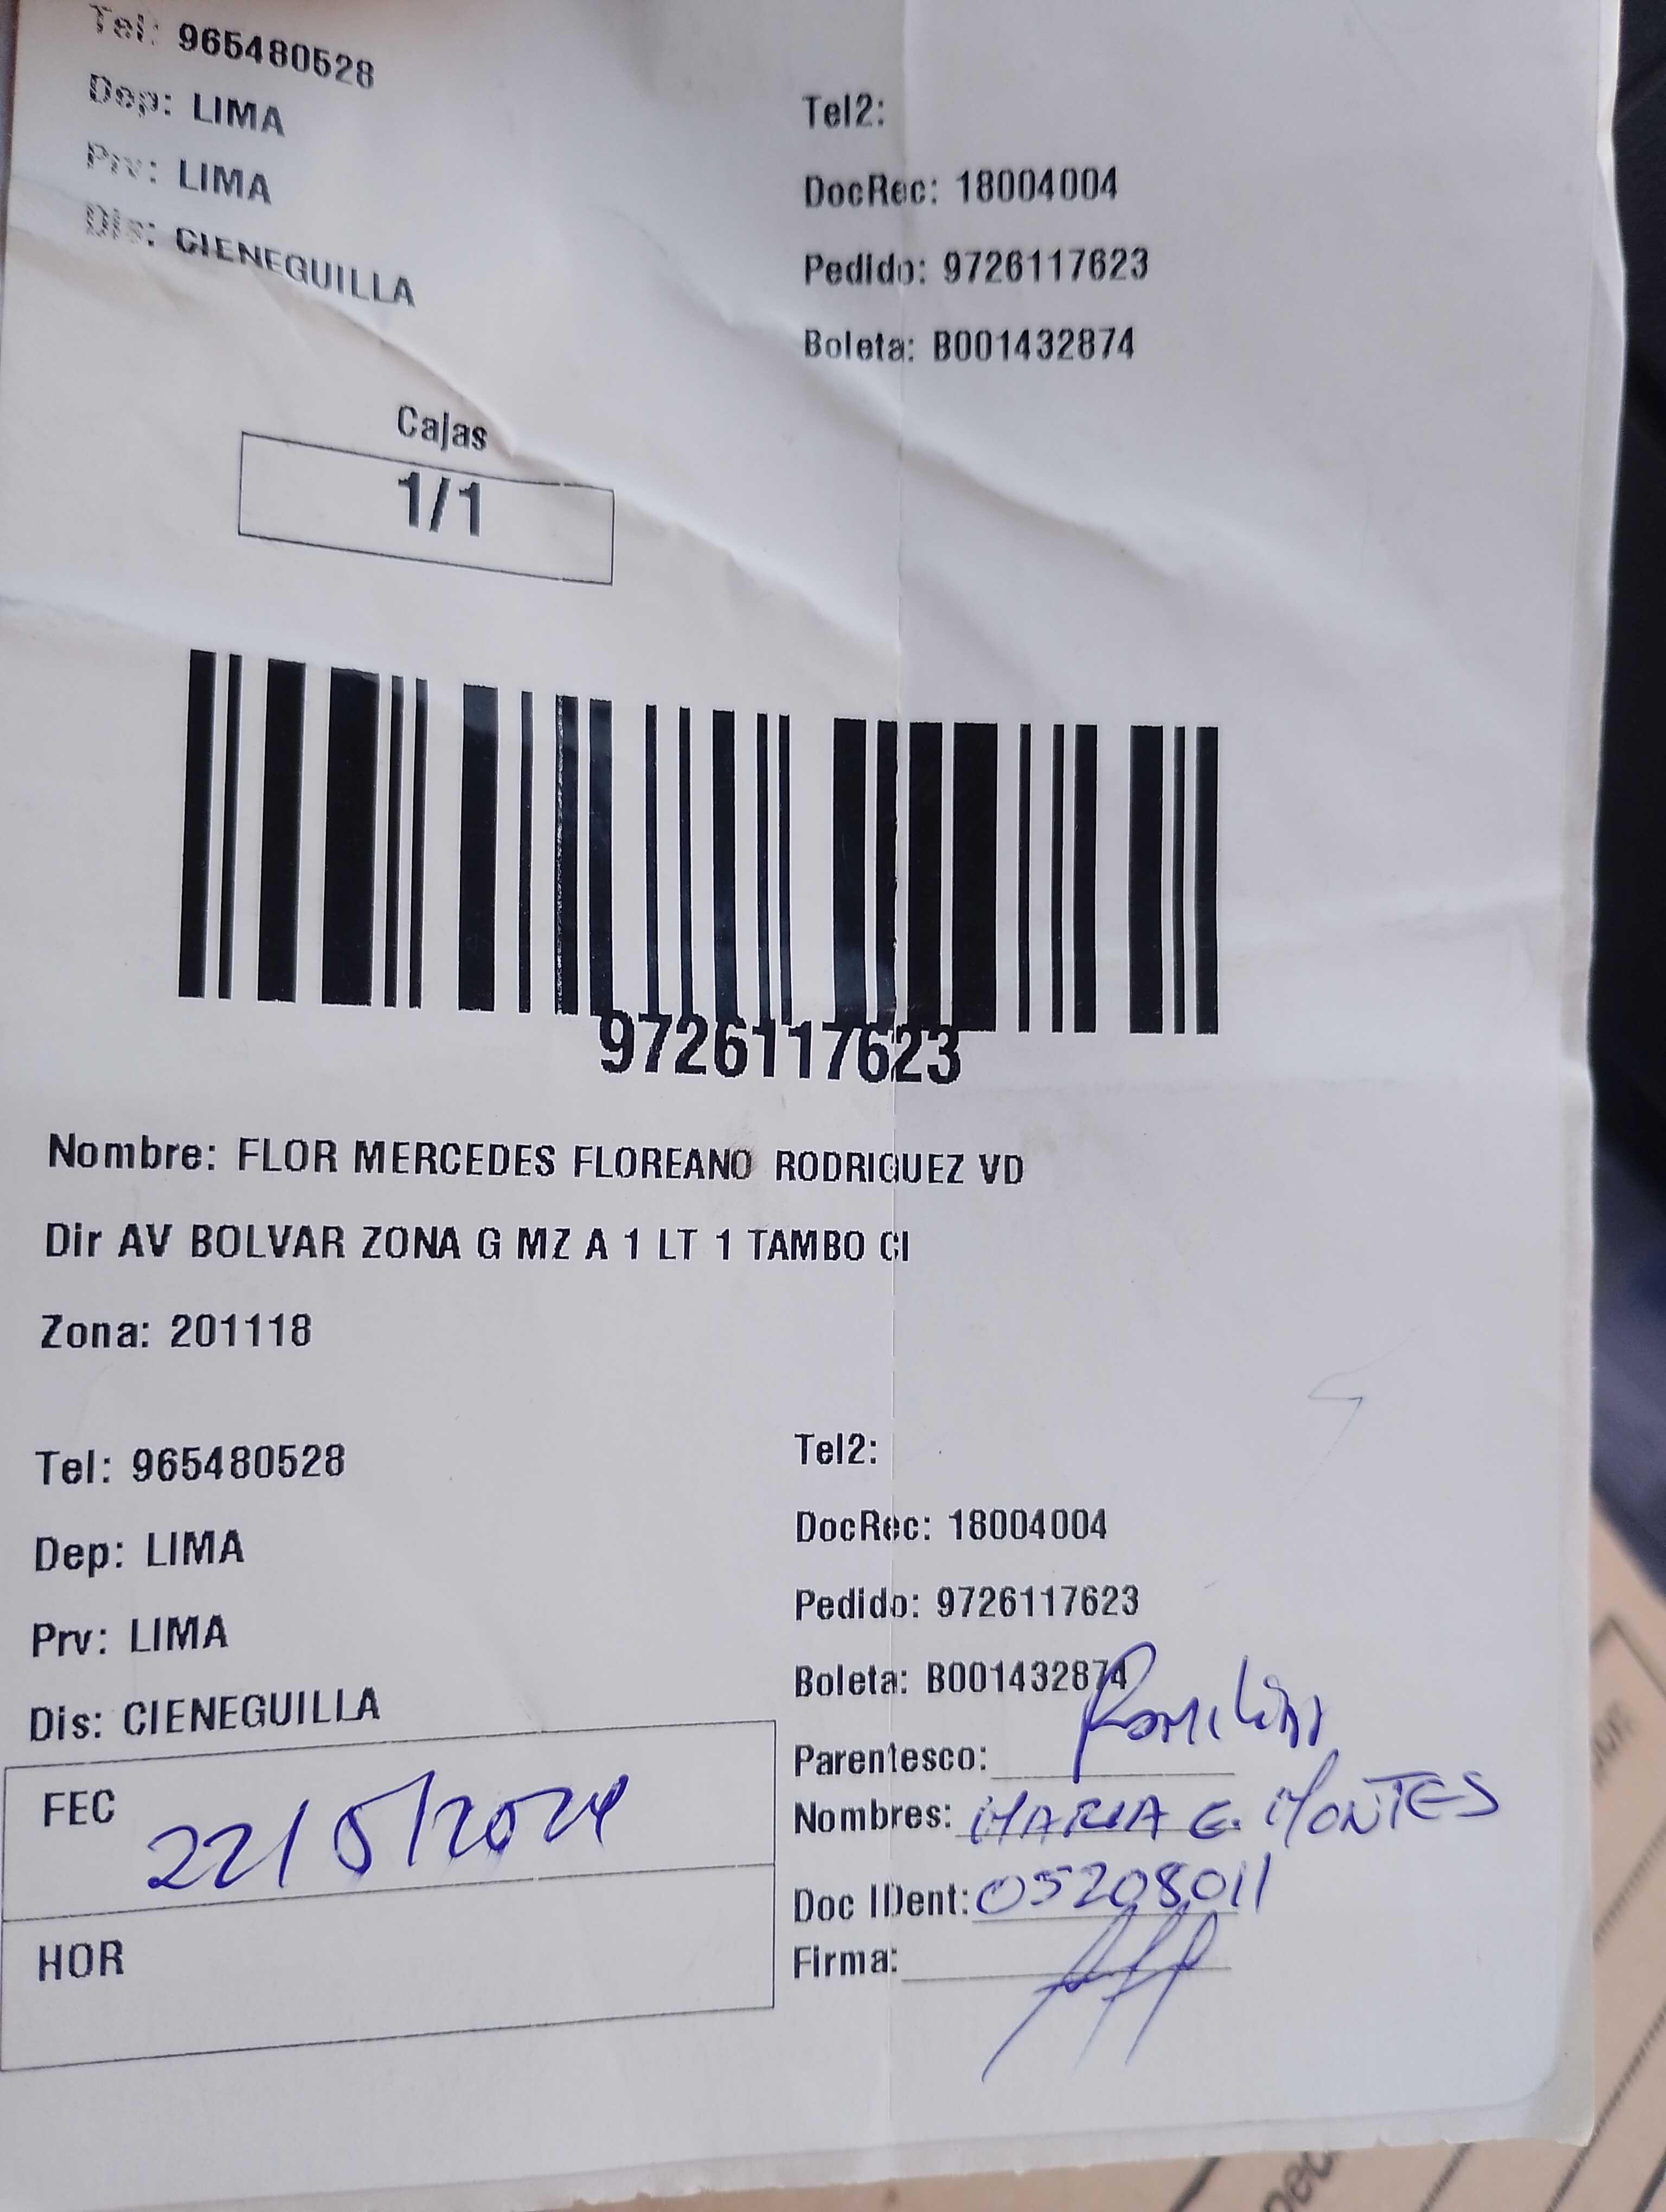 Tel: 965480528
Dep: LIMA
Prv: LIMA
Dis: CIENEGUILLA
Tel2:
DocRec: 18004004
Pedido: 9726117623
Boleta: B001432874
Cajas
1/1
9726117623
Nombre: FLOR MERCEDES FLOREANO RODRIGUEZ VD
Dir AV BOLVAR ZONA G MZ A 1 LT 1 TAMBO CI
Zona: 201118
Tel: 965480528
Dep: LIMA
Prv: LIMA
Dis: CIENEGUILLA
Tel2:
DocRec: 18004004
Pedido: 9726117623
Boleta: B001432874
Parentesco:
Nombres: MARIA E. MONTES
Doc IDent: 05208011
Firma:
FEC 22/5/2024
HOR